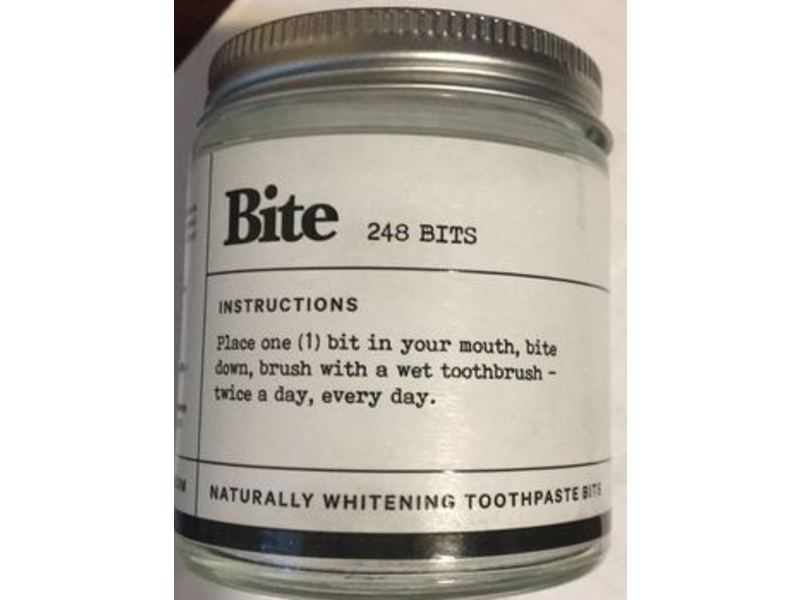 Bite 248 BITS
INSTRUCTIONS
Place one (1) bit in your mouth, bite
down, brush with a wet toothbrush -
twice a day, every day.
NATURALLY WHITENING TOOTHPASTE BITS